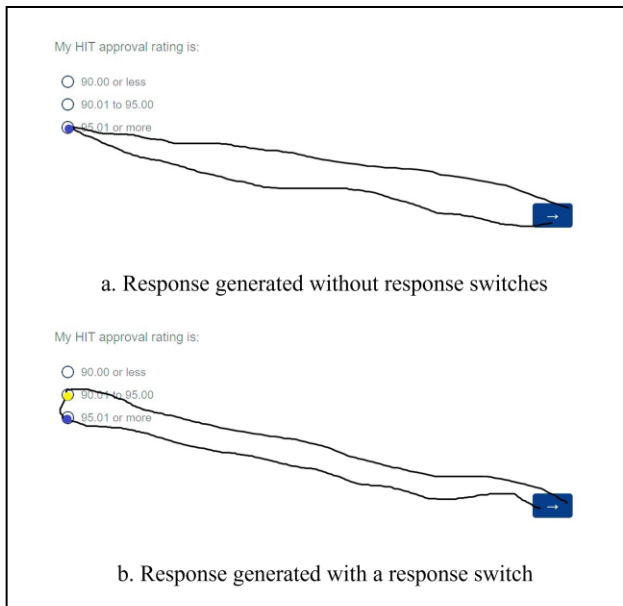 My HIT approval rating is:
90.00 or less
90.01 to 95.00
95.01 or more
→
a. Response generated without response switches
My HIT approval rating is:
90.00 or less
90.01 to 95.00
95.01 or more
→
b. Response generated with a response switch